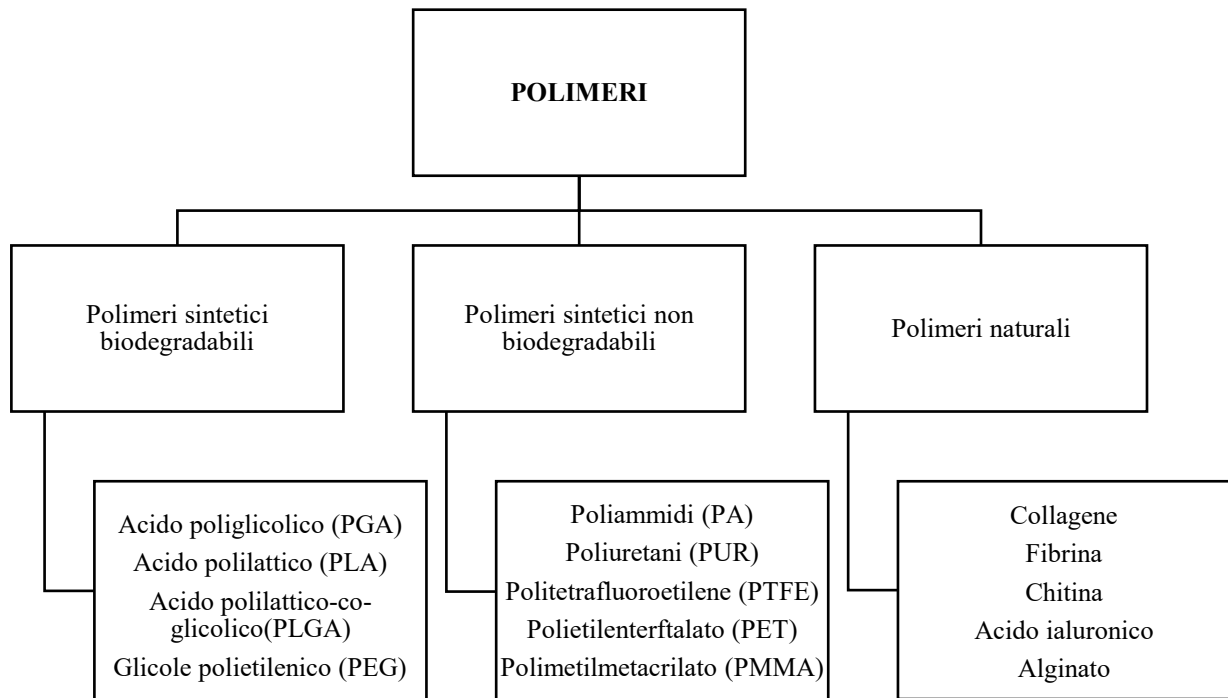 POLIMERI
Polimeri sintetici
biodegradabili
Polimeri sintetici non
biodegradabili
Polimeri naturali
Acido poliglicolico (PGA)
Acido polilattico (PLA)
Acido polilattico-co-
glicolico(PLGA)
Glicole polietilenico (PEG)
Poliammidi (PA)
Poliuretani (PUR)
Politetrafluoroetilene (PTFE)
Polietilenterftalato (PET)
Polimetilmetacrilato (PMMA)
Collagene
Fibrina
Chitina
Acido ialuronico
Alginato